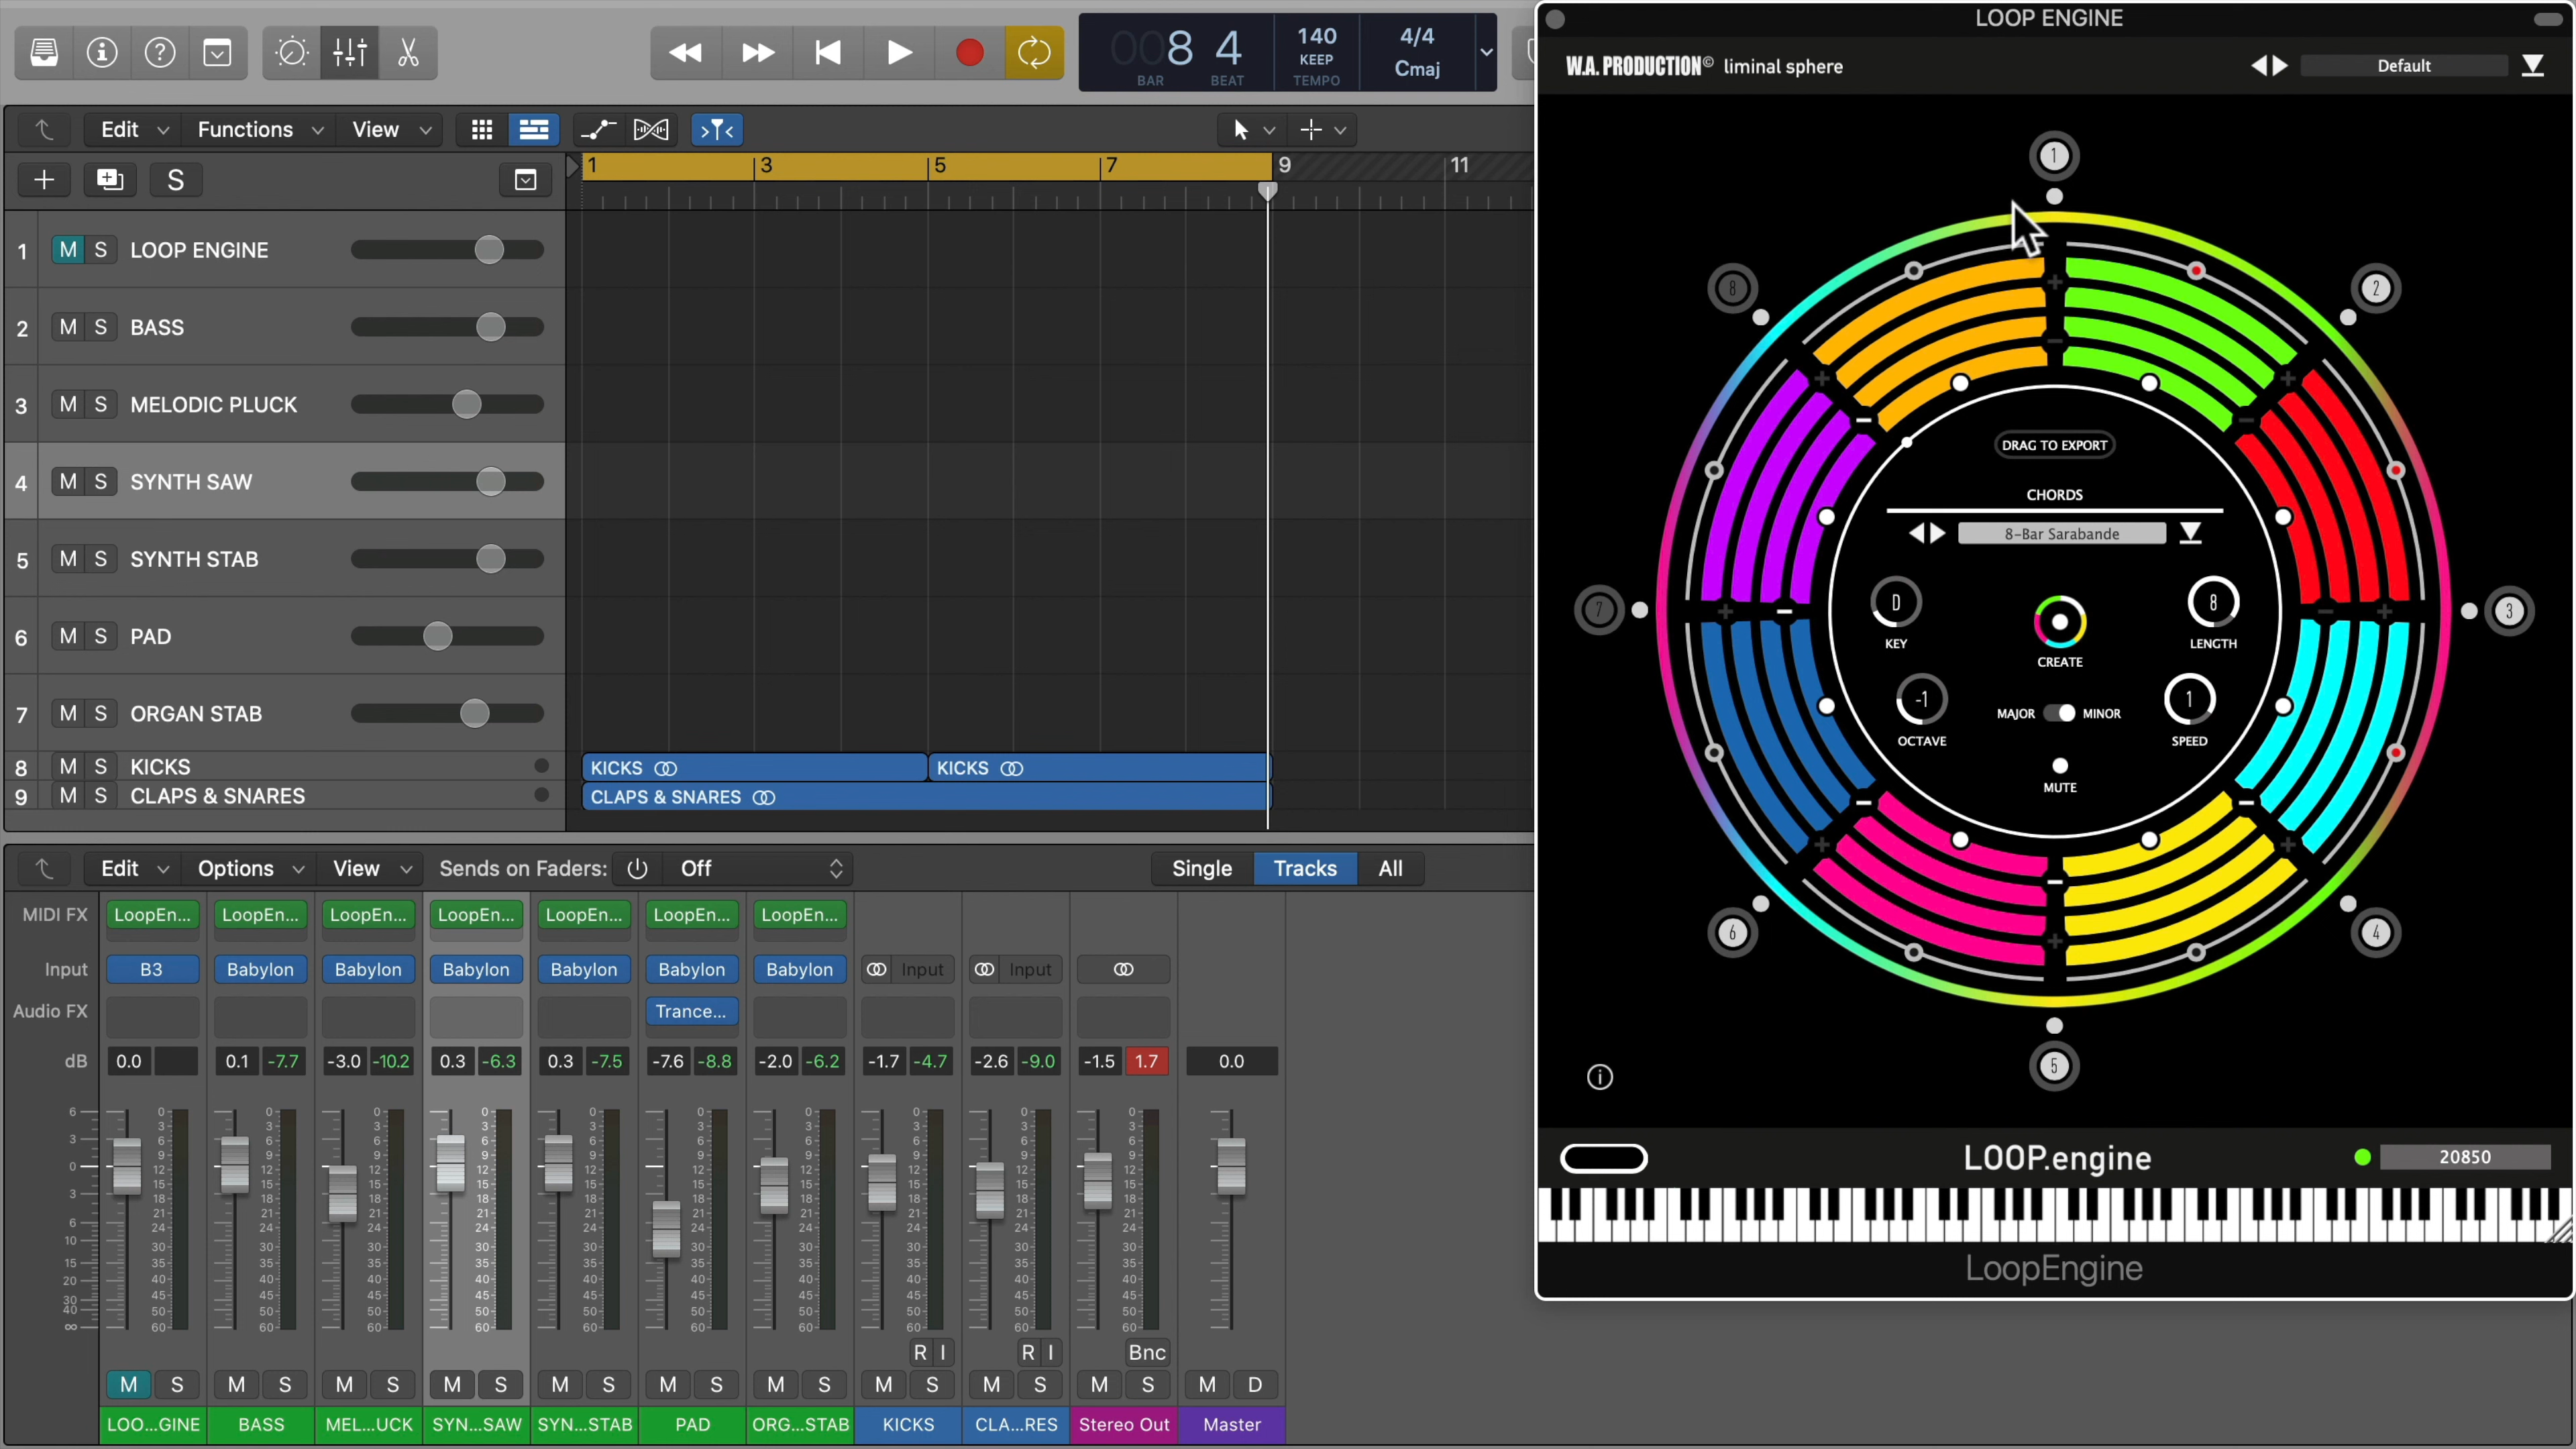 008 4
BAR BEAT
140
KEEP
TEMPO
4/4
Cmaj
Edit Functions View
S
1 3 5 7 9 11
1 M S LOOP ENGINE
2 M S BASS
3 M S MELODIC PLUCK
4 M S SYNTH SAW
5 M S SYNTH STAB
6 M S PAD
7 M S ORGAN STAB
8 M S KICKS
9 M S CLAPS & SNARES
KICKS KICKS
CLAPS & SNARES
Edit Options View Sends on Faders: Off Single Tracks All
MIDI FX LoopEn... LoopEn... LoopEn... LoopEn... LoopEn... LoopEn... LoopEn...
Input B3 Babylon Babylon Babylon Babylon Babylon Babylon Input Input
Audio FX Trance...
dB 0.0 0.1 -7.7 -3.0 -10.2 0.3 -6.3 0.3 -7.5 -7.6 -8.8 -2.0 -6.2 -1.7 -4.7 -2.6 -9.0 -1.5 1.7 0.0
R I R I Bnc
M S M S M S M S M S M S M S M S M S M S M D
LOO...GINE BASS MEL...UCK SYN...SAW SYN...STAB PAD ORG...STAB KICKS CLA...RES Stereo Out Master
LOOP ENGINE
W.A. PRODUCTION© liminal sphere
Default
1
8
2
7
3
6
4
5
DRAG TO EXPORT
CHORDS
8-Bar Sarabande
D
KEY
CREATE
8
LENGTH
-1
OCTAVE
MAJOR MINOR
1
SPEED
MUTE
LOOP.engine
20850
LoopEngine